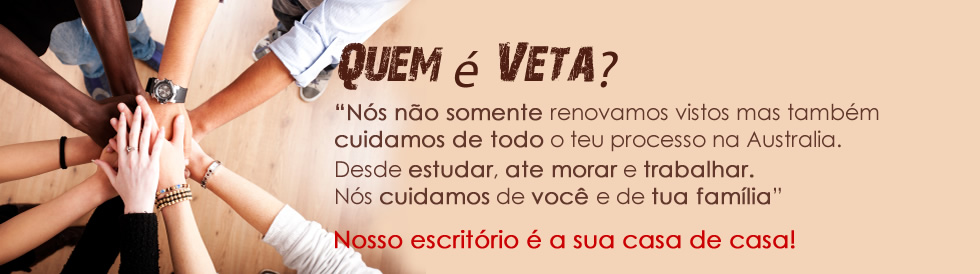 Quem é Veta?
“Nós não somente renovamos vistos mas também
cuidamos de todo o teu processo na Australia.
Desde estudar, ate morar e trabalhar.
Nós cuidamos de você e de tua família”
Nosso escritório é a sua casa de casa!